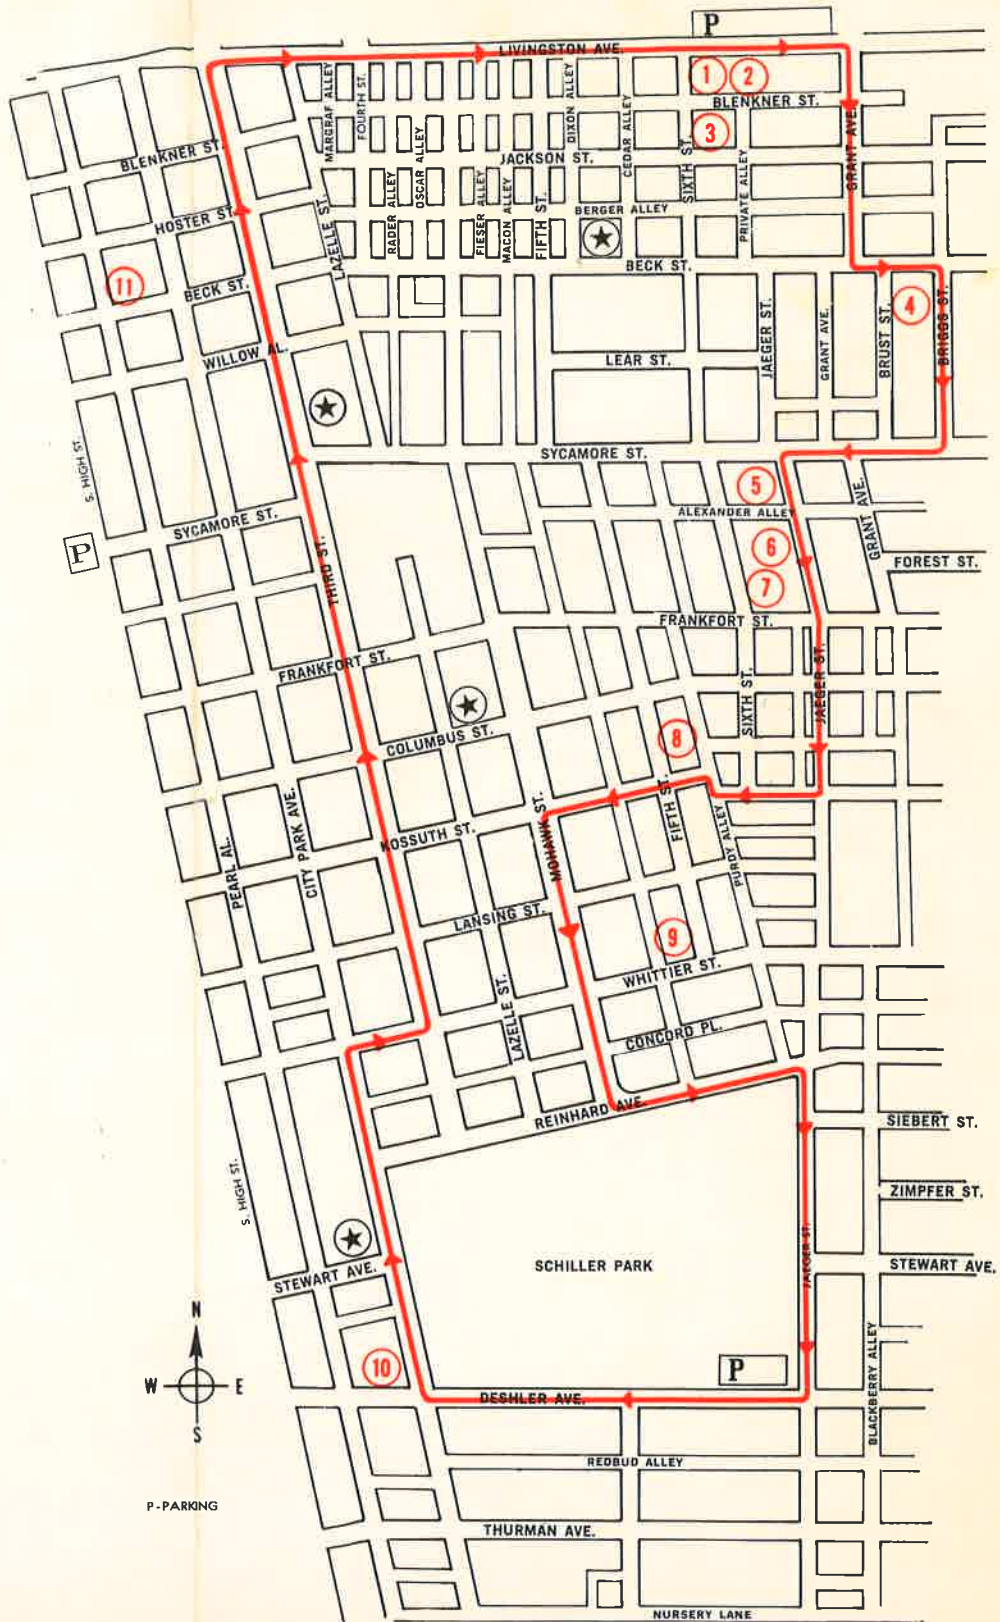 P
LIVINGSTON AVE.
1
2
BLENKNER ST.
MARGRAF ALLEY
FOURTH ST.
DIXON ALLEY
3
BLENKNER ST.
OSCAR ALLEY
CEDAR ALLEY
SIXTH ST.
GRANT AVE.
JACKSON ST.
HOSTER ST.
LAZELLE ST.
RADER ALLEY
FIESER ALLEY
MACON ALLEY
FIFTH ST.
BERGER ALLEY
PRIVATE ALLEY
BECK ST.
11
BECK ST.
4
WILLOW AL.
LEAR ST.
JAEGER ST.
GRANT AVE.
BRUST ST.
BRIGGS ST.
S. HIGH ST.
SYCAMORE ST.
5
SYCAMORE ST.
ALEXANDER ALLEY
GRANT AVE.
P
6
THIRD ST.
7
FOREST ST.
FRANKFORT ST.
FRANKFORT ST.
SIXTH ST.
JAEGER ST.
COLUMBUS ST.
8
PEARL AL.
CITY PARK AVE.
KOSSUTH ST.
MOHAWK ST.
FIFTH ST.
PURDY ALLEY
LANSING ST.
9
WHITTIER ST.
LAZELLE ST.
CONCORD PL.
REINHARD AVE.
SIEBERT ST.
S. HIGH ST.
ZIMPFER ST.
STEWART AVE.
SCHILLER PARK
JAEGER ST.
STEWART AVE.
N
W
E
S
10
P
BLACKBERRY ALLEY
DESHLER AVE.
REDBUD ALLEY
P-PARKING
THURMAN AVE.
NURSERY LANE